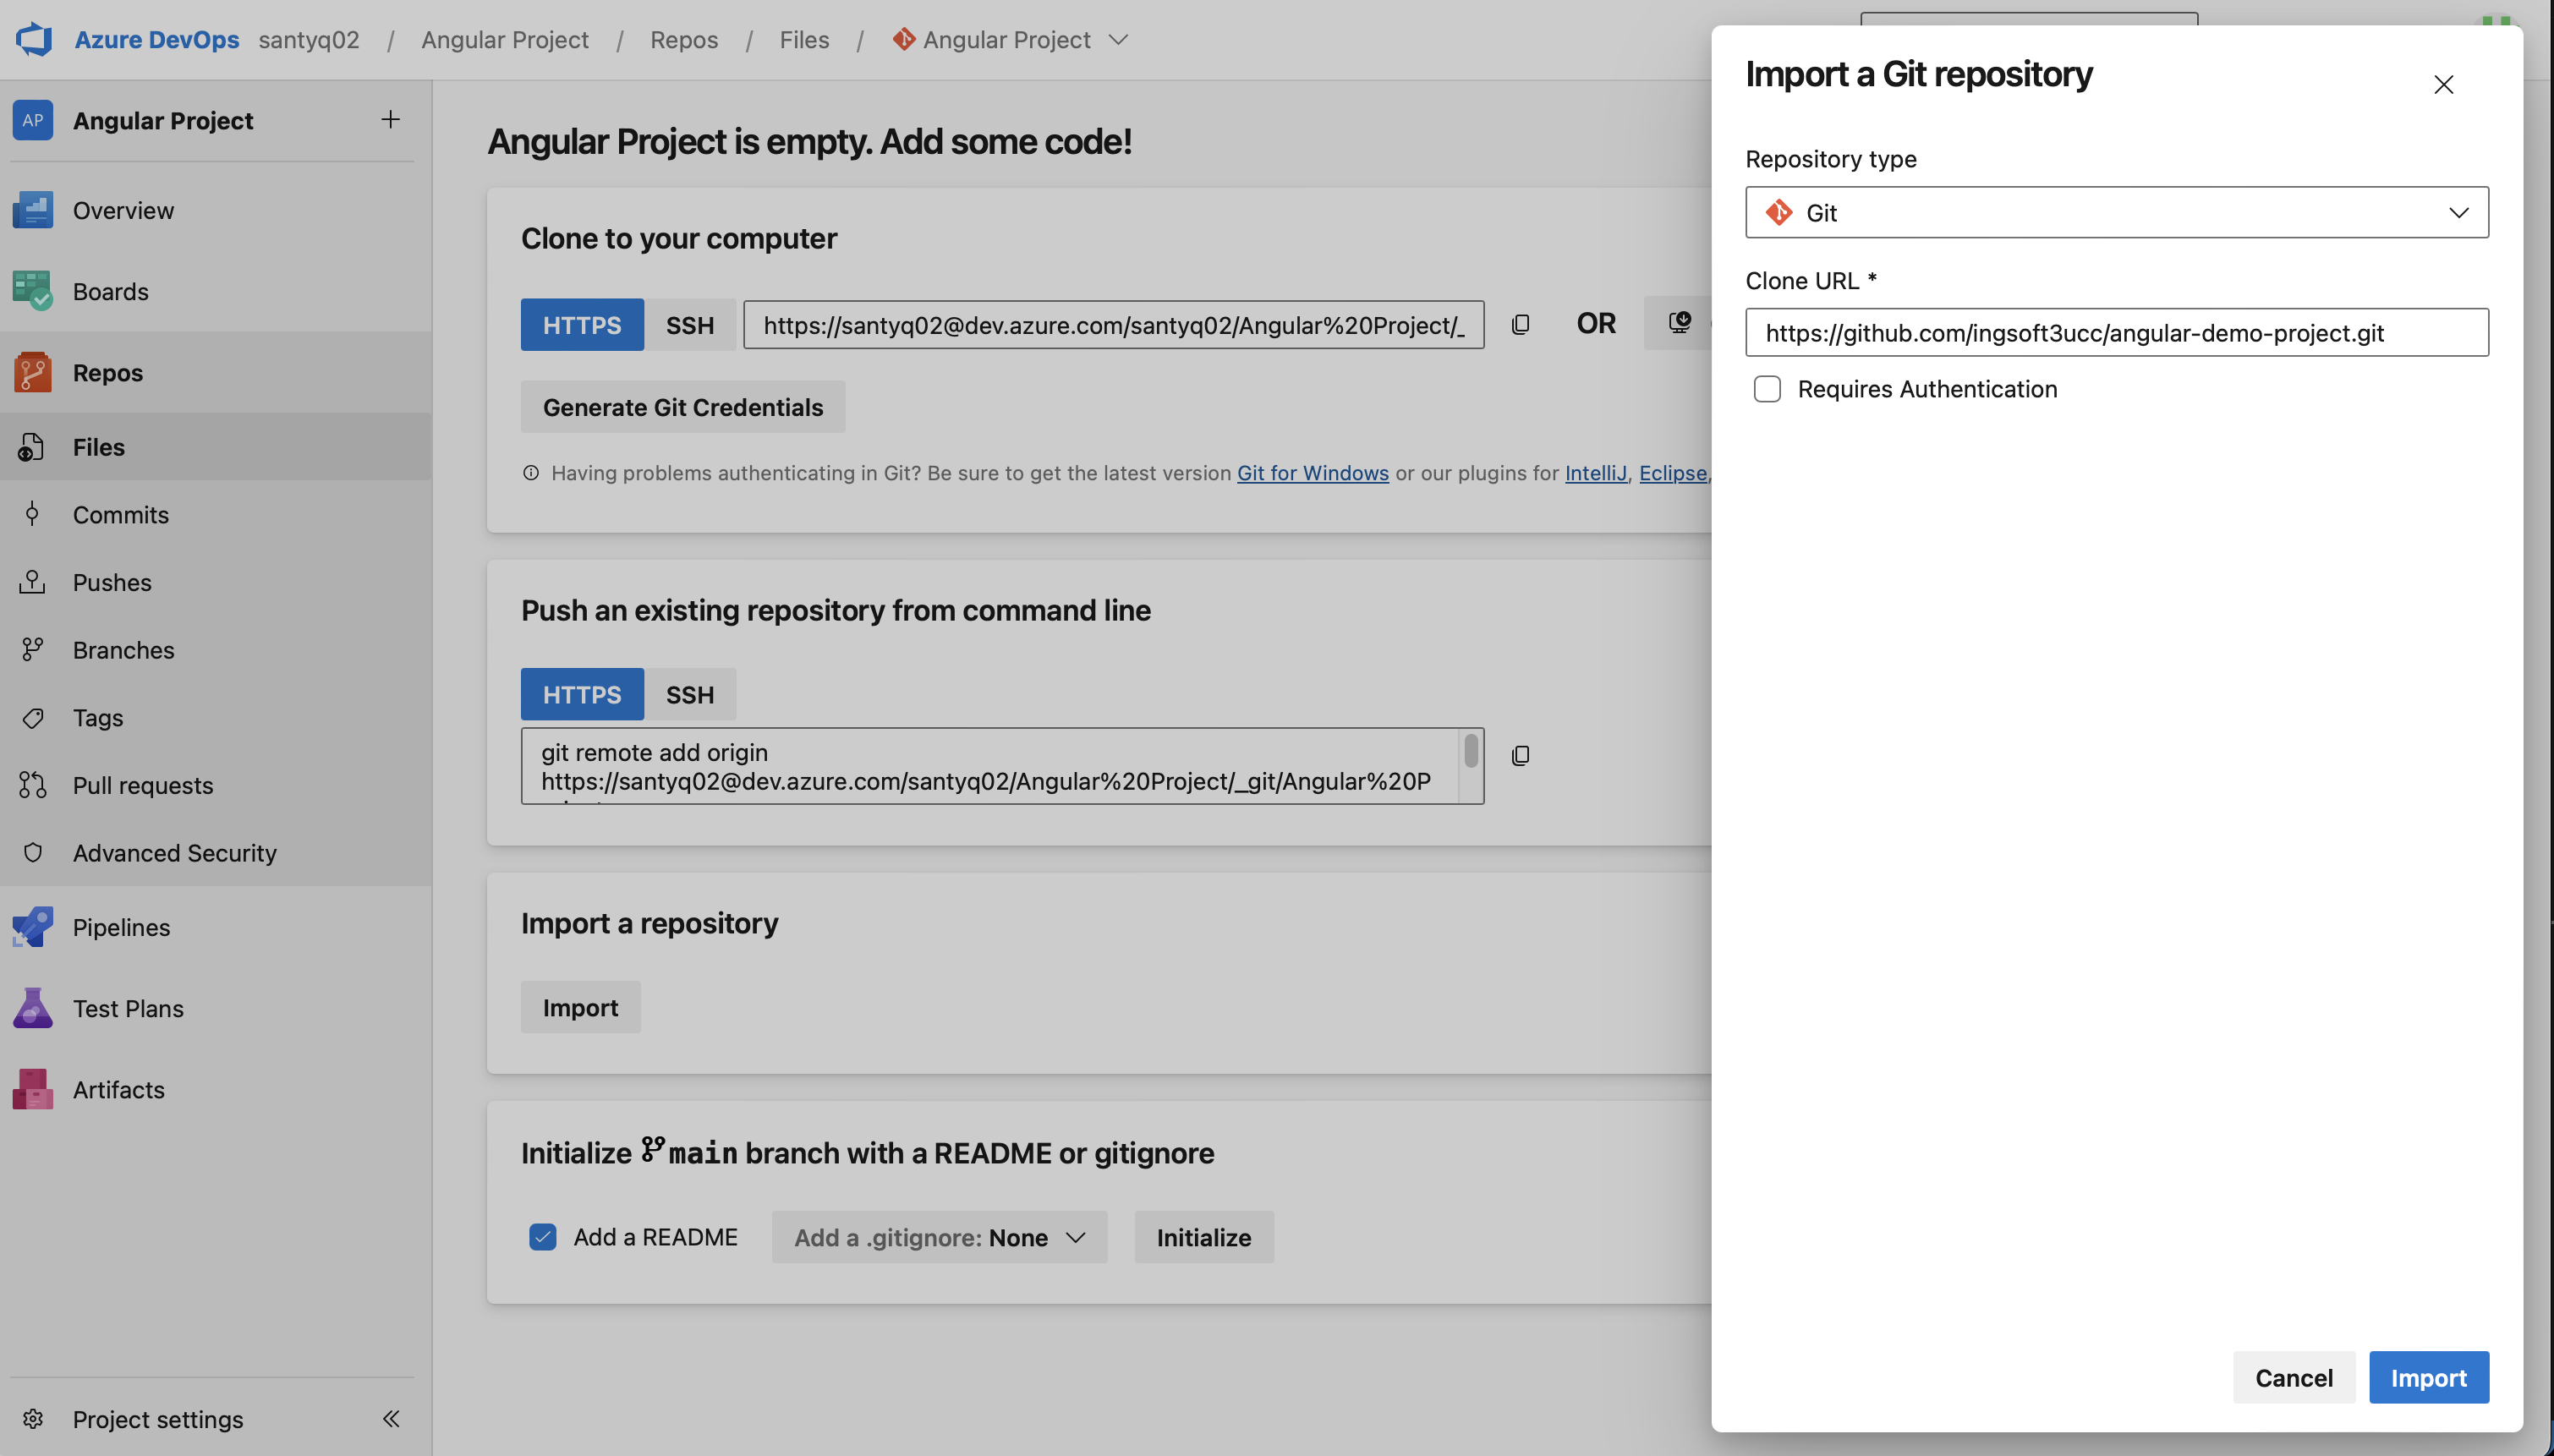 Azure DevOps santyq02 / Angular Project / Repos / Files / Angular Project
AP Angular Project
Overview
Boards
Repos
Files
Commits
Pushes
Branches
Tags
Pull requests
Advanced Security
Pipelines
Test Plans
Artifacts
Project settings
Angular Project is empty. Add some code!
Clone to your computer
HTTPS SSH https://santyq02@dev.azure.com/santyq02/Angular%20Project/_ OR
Generate Git Credentials
Having problems authenticating in Git? Be sure to get the latest version Git for Windows or our plugins for IntelliJ, Eclipse,
Push an existing repository from command line
HTTPS SSH
git remote add origin
https://santyq02@dev.azure.com/santyq02/Angular%20Project/_git/Angular%20P
Import a repository
Import
Initialize main branch with a README or gitignore
Add a README Add a .gitignore: None Initialize
Import a Git repository
Repository type
Git
Clone URL *
https://github.com/ingsoft3ucc/angular-demo-project.git
Requires Authentication
Cancel Import